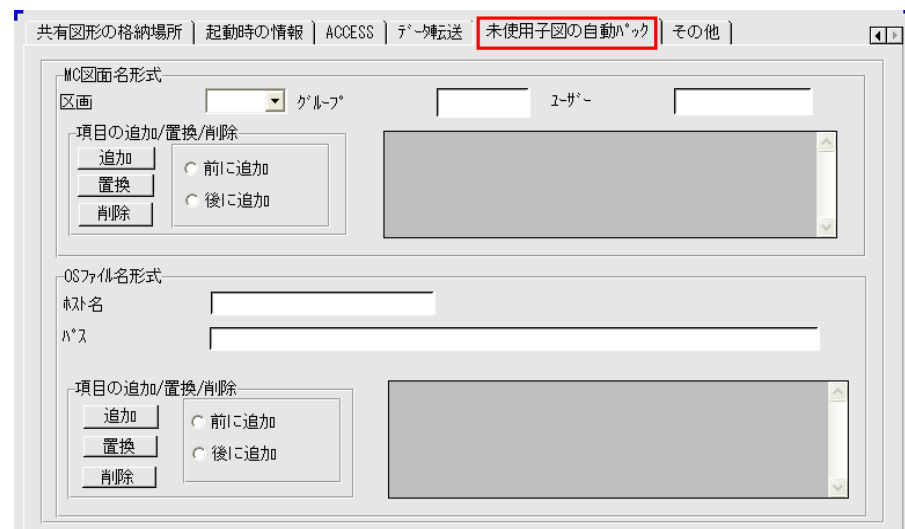 共有図形の格納場所 起動時の情報 ACCESS ﾃﾞｰﾀ転送 未使用子図の自動ﾊﾟｯｸ その他
MC図面名形式
区画 ｸﾞﾙｰﾌﾟ ﾕｰｻﾞｰ
項目の追加/置換/削除
追加
前に追加
置換
後に追加
削除
OSﾌｧｲﾙ名形式
ﾎｽﾄ名
ﾊﾟｽ
項目の追加/置換/削除
追加
前に追加
置換
後に追加
削除